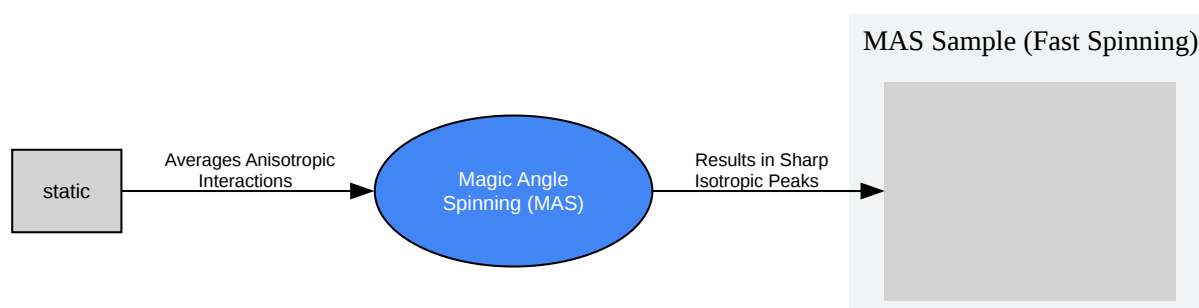 MAS Sample (Fast Spinning)
static
Averages Anisotropic
Interactions
Magic Angle
Spinning (MAS)
Results in Sharp
Isotropic Peaks